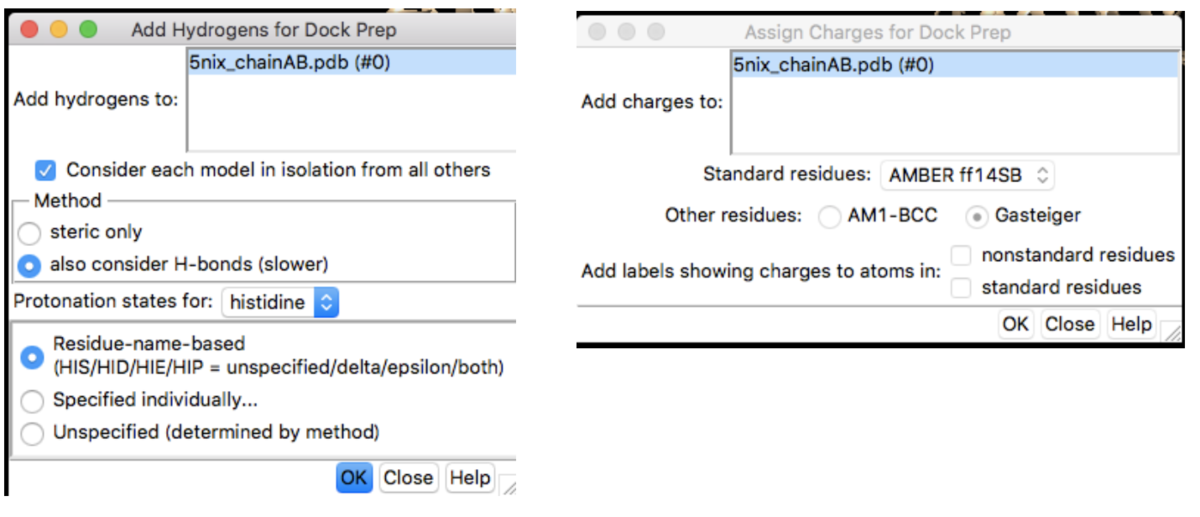 Add Hydrogens for Dock Prep
5nix_chainAB.pdb (#0)
Add hydrogens to:
Consider each model in isolation from all others
Method
steric only
also consider H-bonds (slower)
Protonation states for: histidine
Residue-name-based
(HIS/HID/HIE/HIP = unspecified/delta/epsilon/both)
Specified individually...
Unspecified (determined by method)
OK Close Help
Assign Charges for Dock Prep
5nix_chainAB.pdb (#0)
Add charges to:
Standard residues: AMBER ff14SB
Other residues: AM1-BCC Gasteiger
Add labels showing charges to atoms in: nonstandard residues
standard residues
OK Close Help